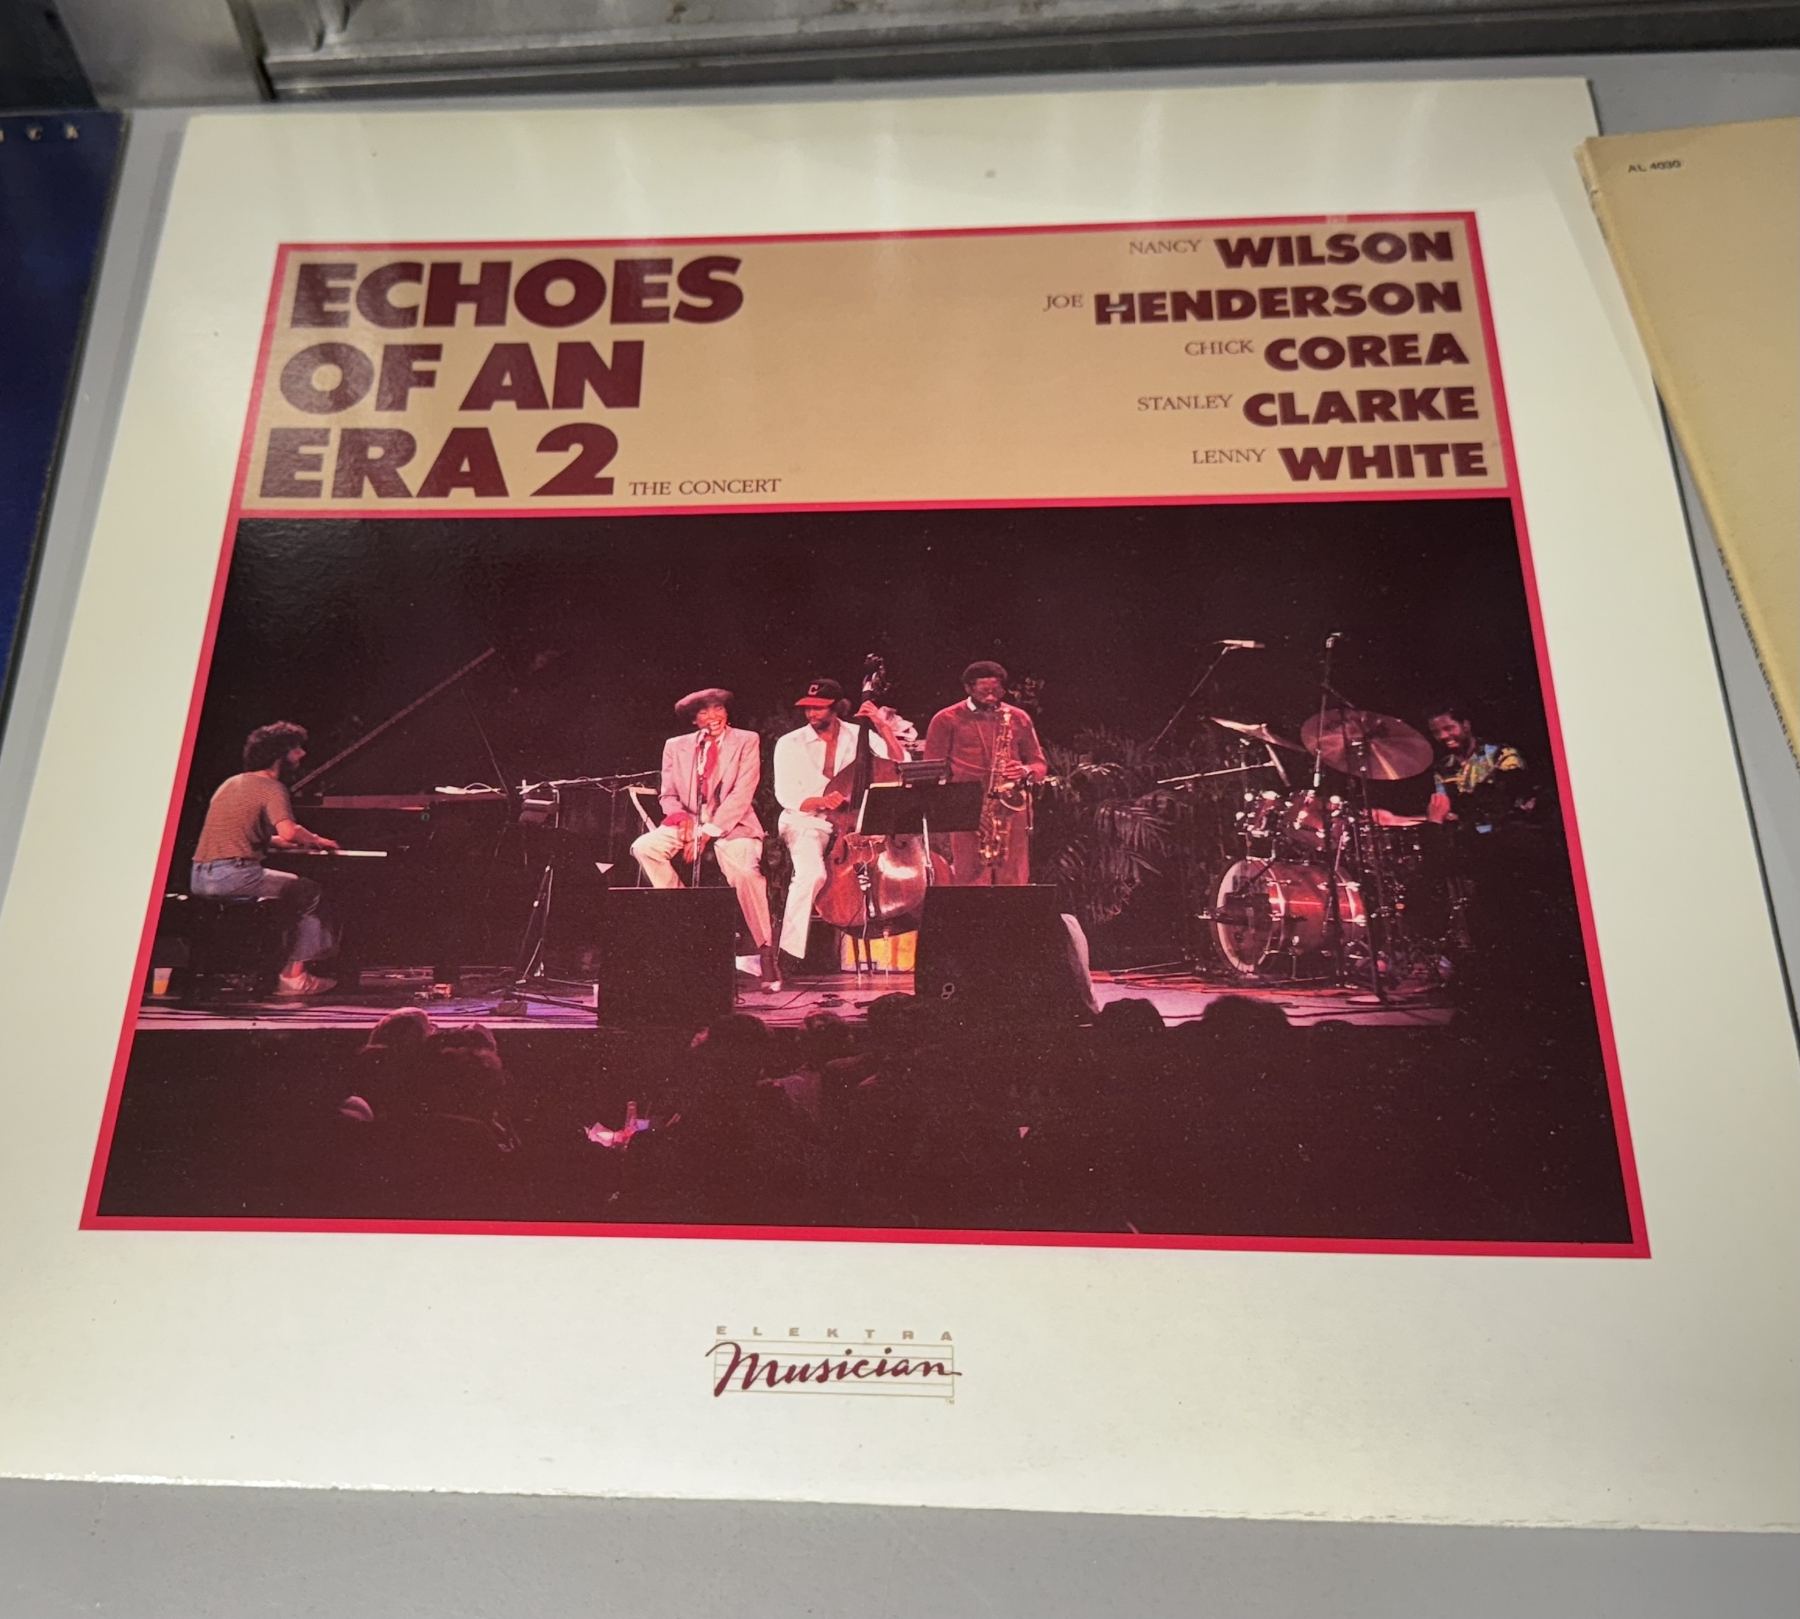 ECHOES
OF AN
ERA 2 THE CONCERT
NANCY WILSON
JOE HENDERSON
CHICK COREA
STANLEY CLARKE
LENNY WHITE
C
ELEKTRA
Musician
AL 4030